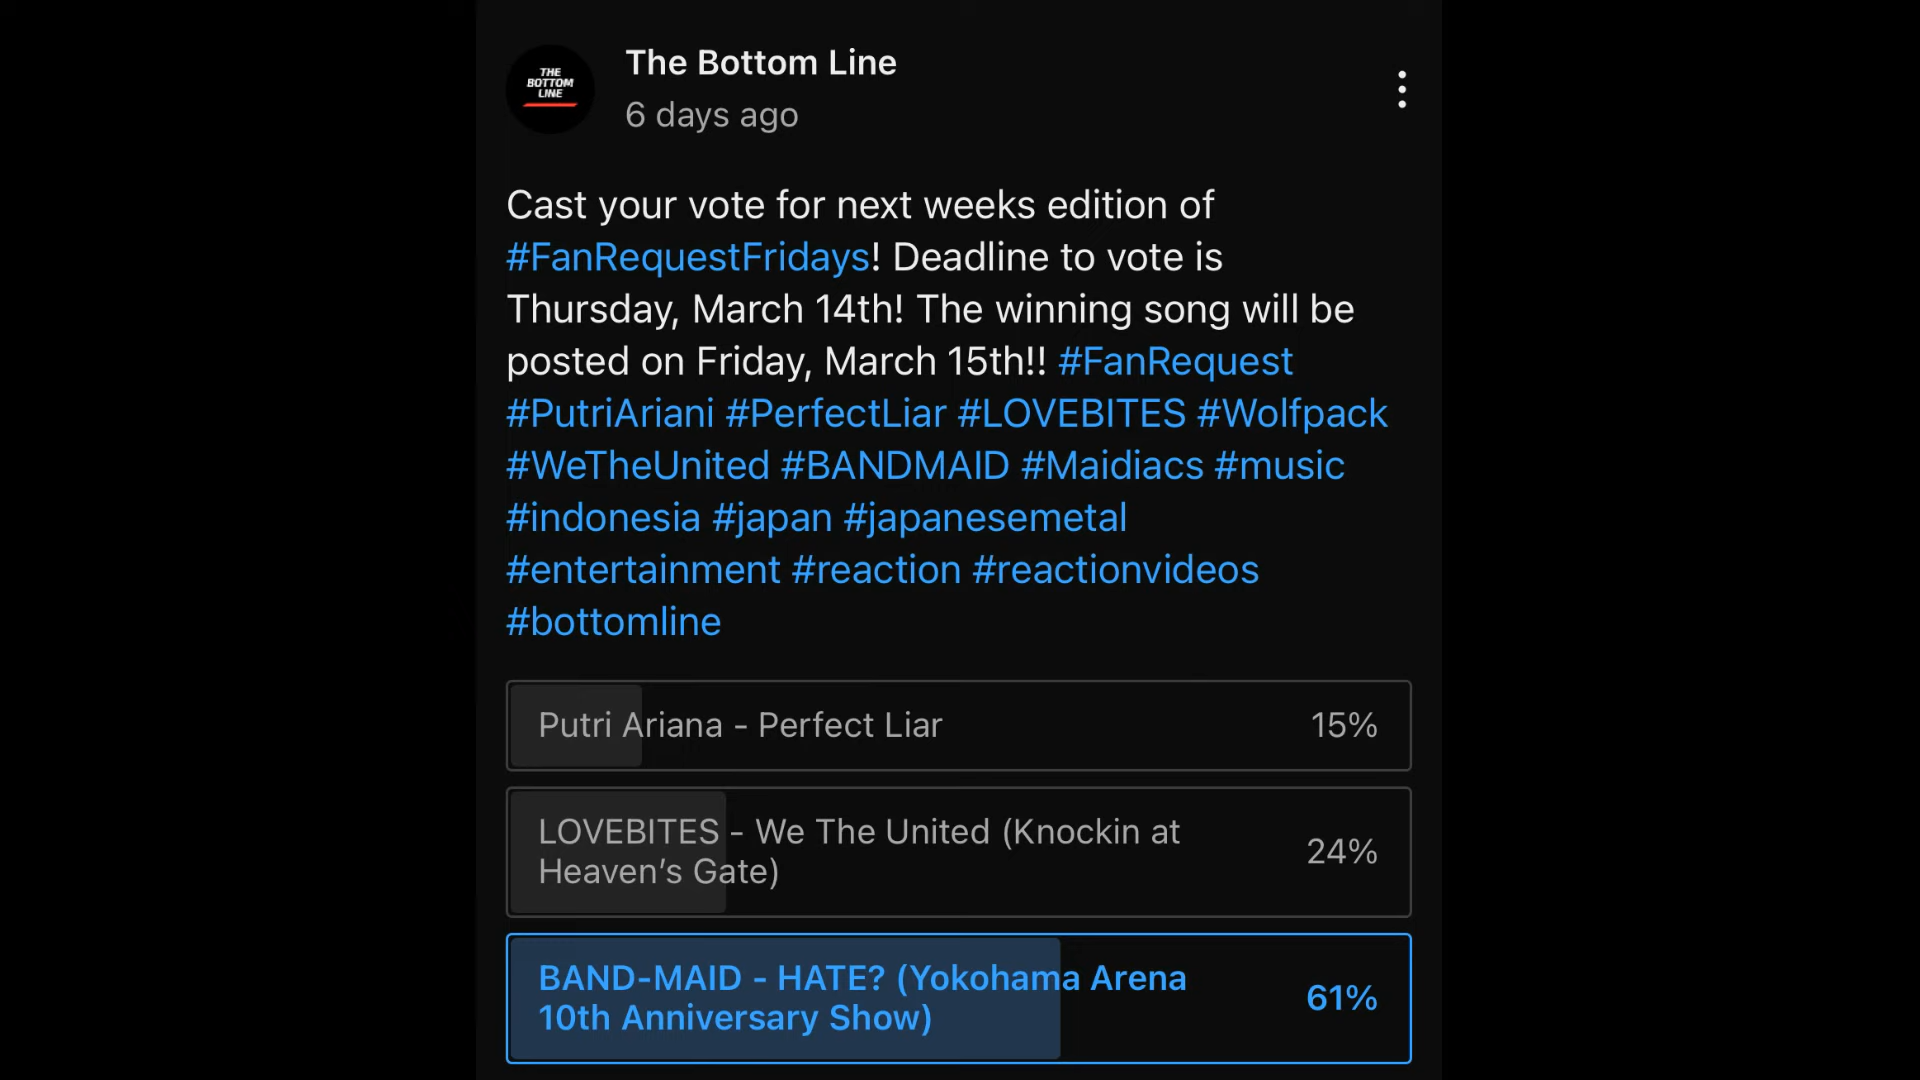 THE
BOTTOM
LINE
The Bottom Line
6 days ago
Cast your vote for next weeks edition of
#FanRequestFridays! Deadline to vote is
Thursday, March 14th! The winning song will be
posted on Friday, March 15th!! #FanRequest
#PutriAriani #PerfectLiar #LOVEBITES #Wolfpack
#WeTheUnited #BANDMAID #Maidiacs #music
#indonesia #japan #japanesemetal
#entertainment #reaction #reactionvideos
#bottomline
Putri Ariana - Perfect Liar 15%
LOVEBITES - We The United (Knockin at
Heaven’s Gate)
24%
BAND-MAID - HATE? (Yokohama Arena
10th Anniversary Show)
61%